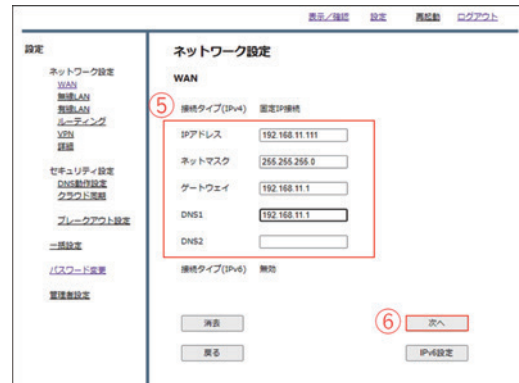 表示/確認 設定 再起動 ログアウト
設定
ネットワーク設定
WAN
無線LAN
有線LAN
ルーティング
VPN
詳細
セキュリティ設定
DNS動作設定
クラウド連携
ブレークアウト設定
一括設定
パスワード変更
管理者設定
ネットワーク設定
WAN
⑤ 接続タイプ(IPv4) 固定IP接続
IPアドレス 192.168.11.111
ネットマスク 255.255.255.0
ゲートウェイ 192.168.11.1
DNS1 192.168.11.1
DNS2
接続タイプ(IPv6) 無効
消去 ⑥ 次へ
戻る IPv6設定